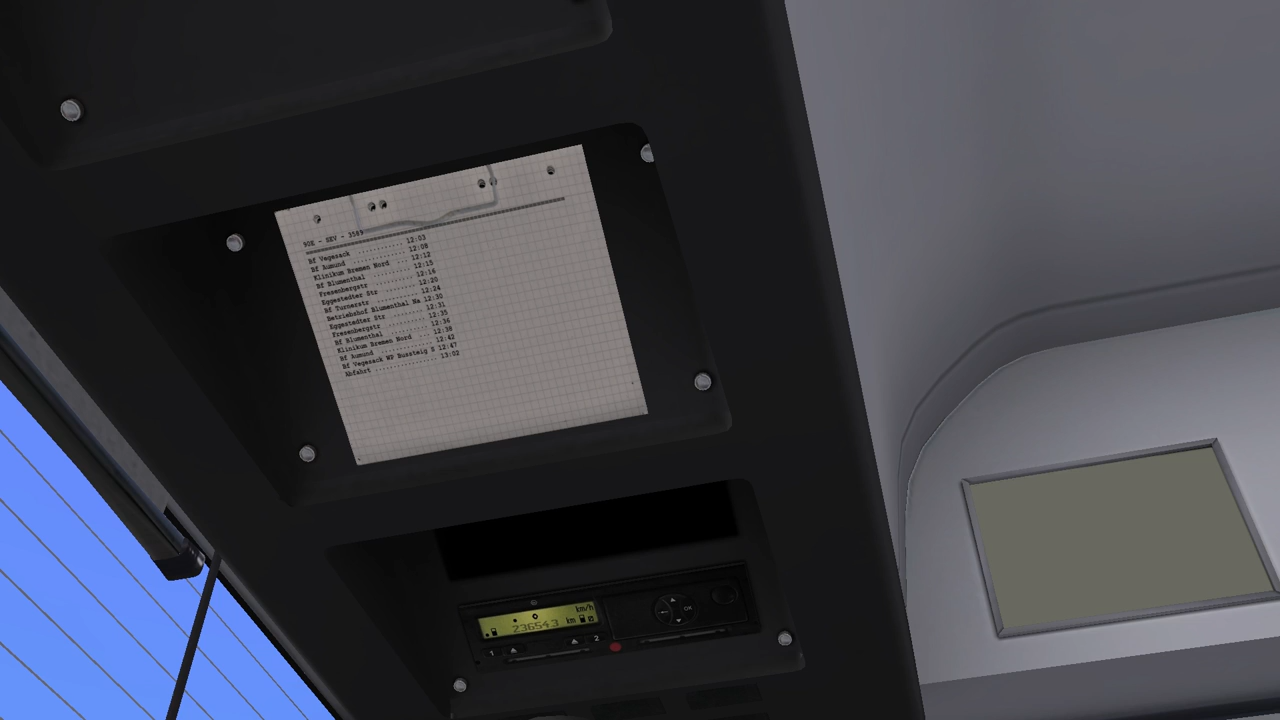 90E - SEV - 3589
Bf Vegesack ............ 12:03
Bf Aumund ............ 12:08
Klinikum Bremen Nord .... 12:12
Bf Blumenthal ............ 12:15
Fresenbergstr ............ 12:16
Eggestedter Str .......... 12:20
Bf Turnerstr ............ 12:24
Betriebshof Blumenthal Na 12:30
Eggestedter Str .......... 12:31
Fresenbergstr ............ 12:35
Bf Blumenthal ............ 12:36
Klinikum Bremen Nord .... 12:38
Bf Aumund ............ 12:42
Bf Vegesack WP Bussteig S 12:47
Abfahrt ............ 13:02
km/h
236543 km
1 2
OK